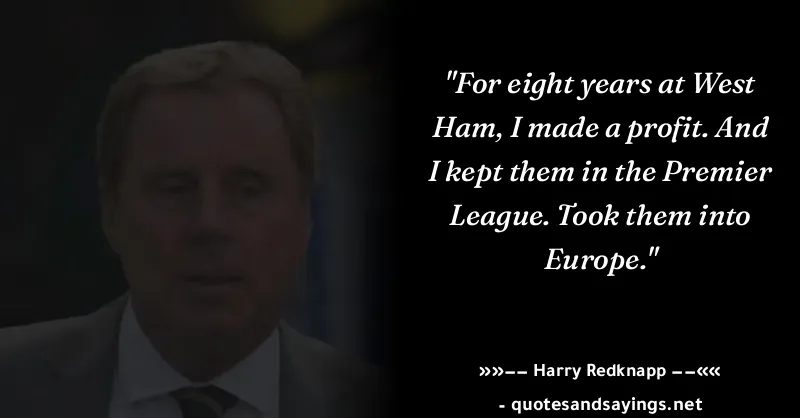 "For eight years at West
Ham, I made a profit. And
I kept them in the Premier
League. Took them into
Europe."
»»−− Harry Redknapp −−««
- quotesandsayings.net